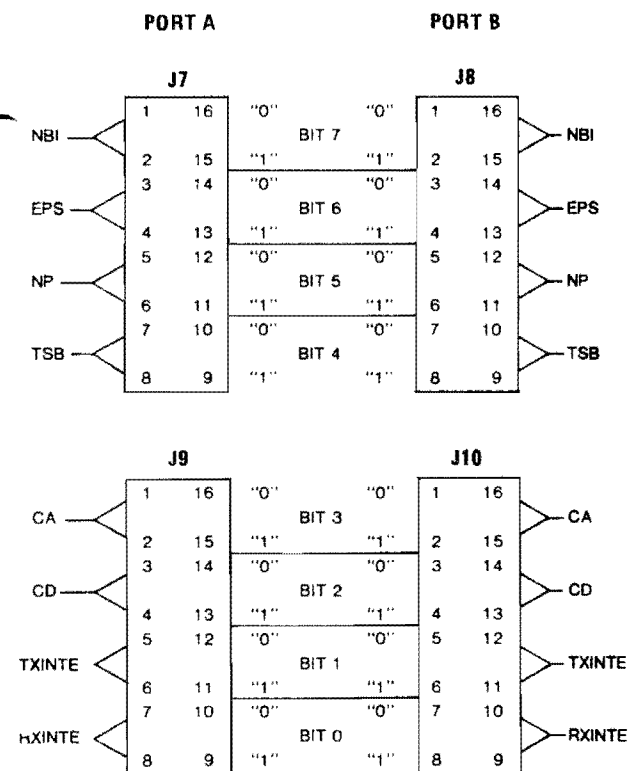 PORT A PORT B
J7 J8
1 16 "0" "0" 1 16
NBI BIT 7 NBI
2 15 "1" "1" 2 15
3 14 "0" "0" 3 14
EPS BIT 6 EPS
4 13 "1" "1" 4 13
5 12 "0" "0" 5 12
NP BIT 5 NP
6 11 "1" "1" 6 11
7 10 "0" "0" 7 10
TSB BIT 4 TSB
8 9 "1" "1" 8 9
J9 J10
1 16 "0" "0" 1 16
CA BIT 3 CA
2 15 "1" "1" 2 15
3 14 "0" "0" 3 14
CD BIT 2 CD
4 13 "1" "1" 4 13
5 12 "0" "0" 5 12
TXINTE BIT 1 TXINTE
6 11 "1" "1" 6 11
7 10 "0" "0" 7 10
RXINTE BIT 0 RXINTE
8 9 "1" "1" 8 9